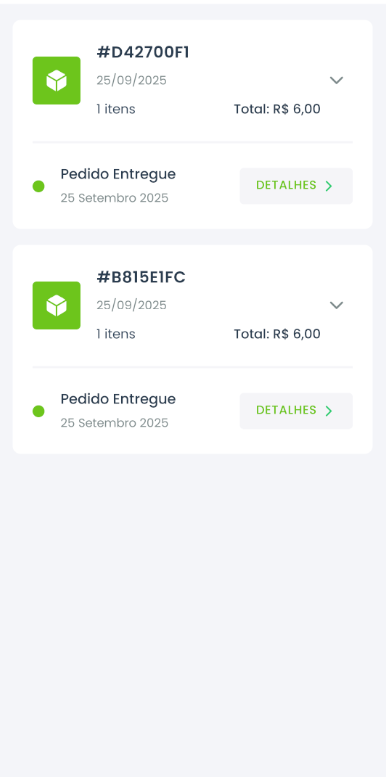 #D42700F1
25/09/2025
1 itens Total: R$ 6,00
Pedido Entregue
25 Setembro 2025
DETALHES
#B815E1FC
25/09/2025
1 itens Total: R$ 6,00
Pedido Entregue
25 Setembro 2025
DETALHES